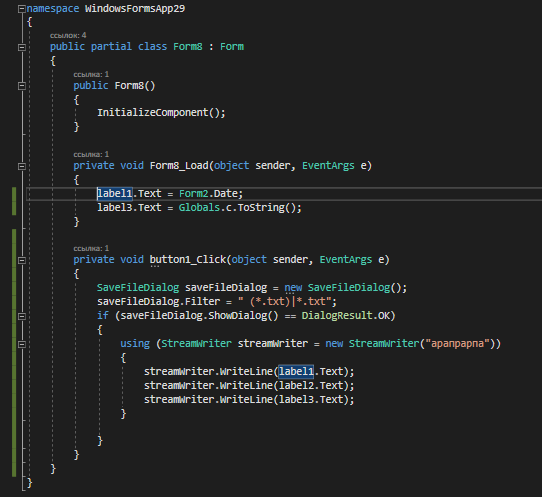 namespace WindowsFormsApp29
{
ссылок: 4
public partial class Form8 : Form
{
ссылка: 1
public Form8()
{
InitializeComponent();
}
ссылка: 1
private void Form8_Load(object sender, EventArgs e)
{
label1.Text = Form2.Date;
label3.Text = Globals.c.ToString();
}
ссылка: 1
private void button1_Click(object sender, EventArgs e)
{
SaveFileDialog saveFileDialog = new SaveFileDialog();
saveFileDialog.Filter = " (*.txt)|*.txt";
if (saveFileDialog.ShowDialog() == DialogResult.OK)
{
using (StreamWriter streamWriter = new StreamWriter("арапрарпа"))
{
streamWriter.WriteLine(label1.Text);
streamWriter.WriteLine(label2.Text);
streamWriter.WriteLine(label3.Text);
}
}
}
}
}